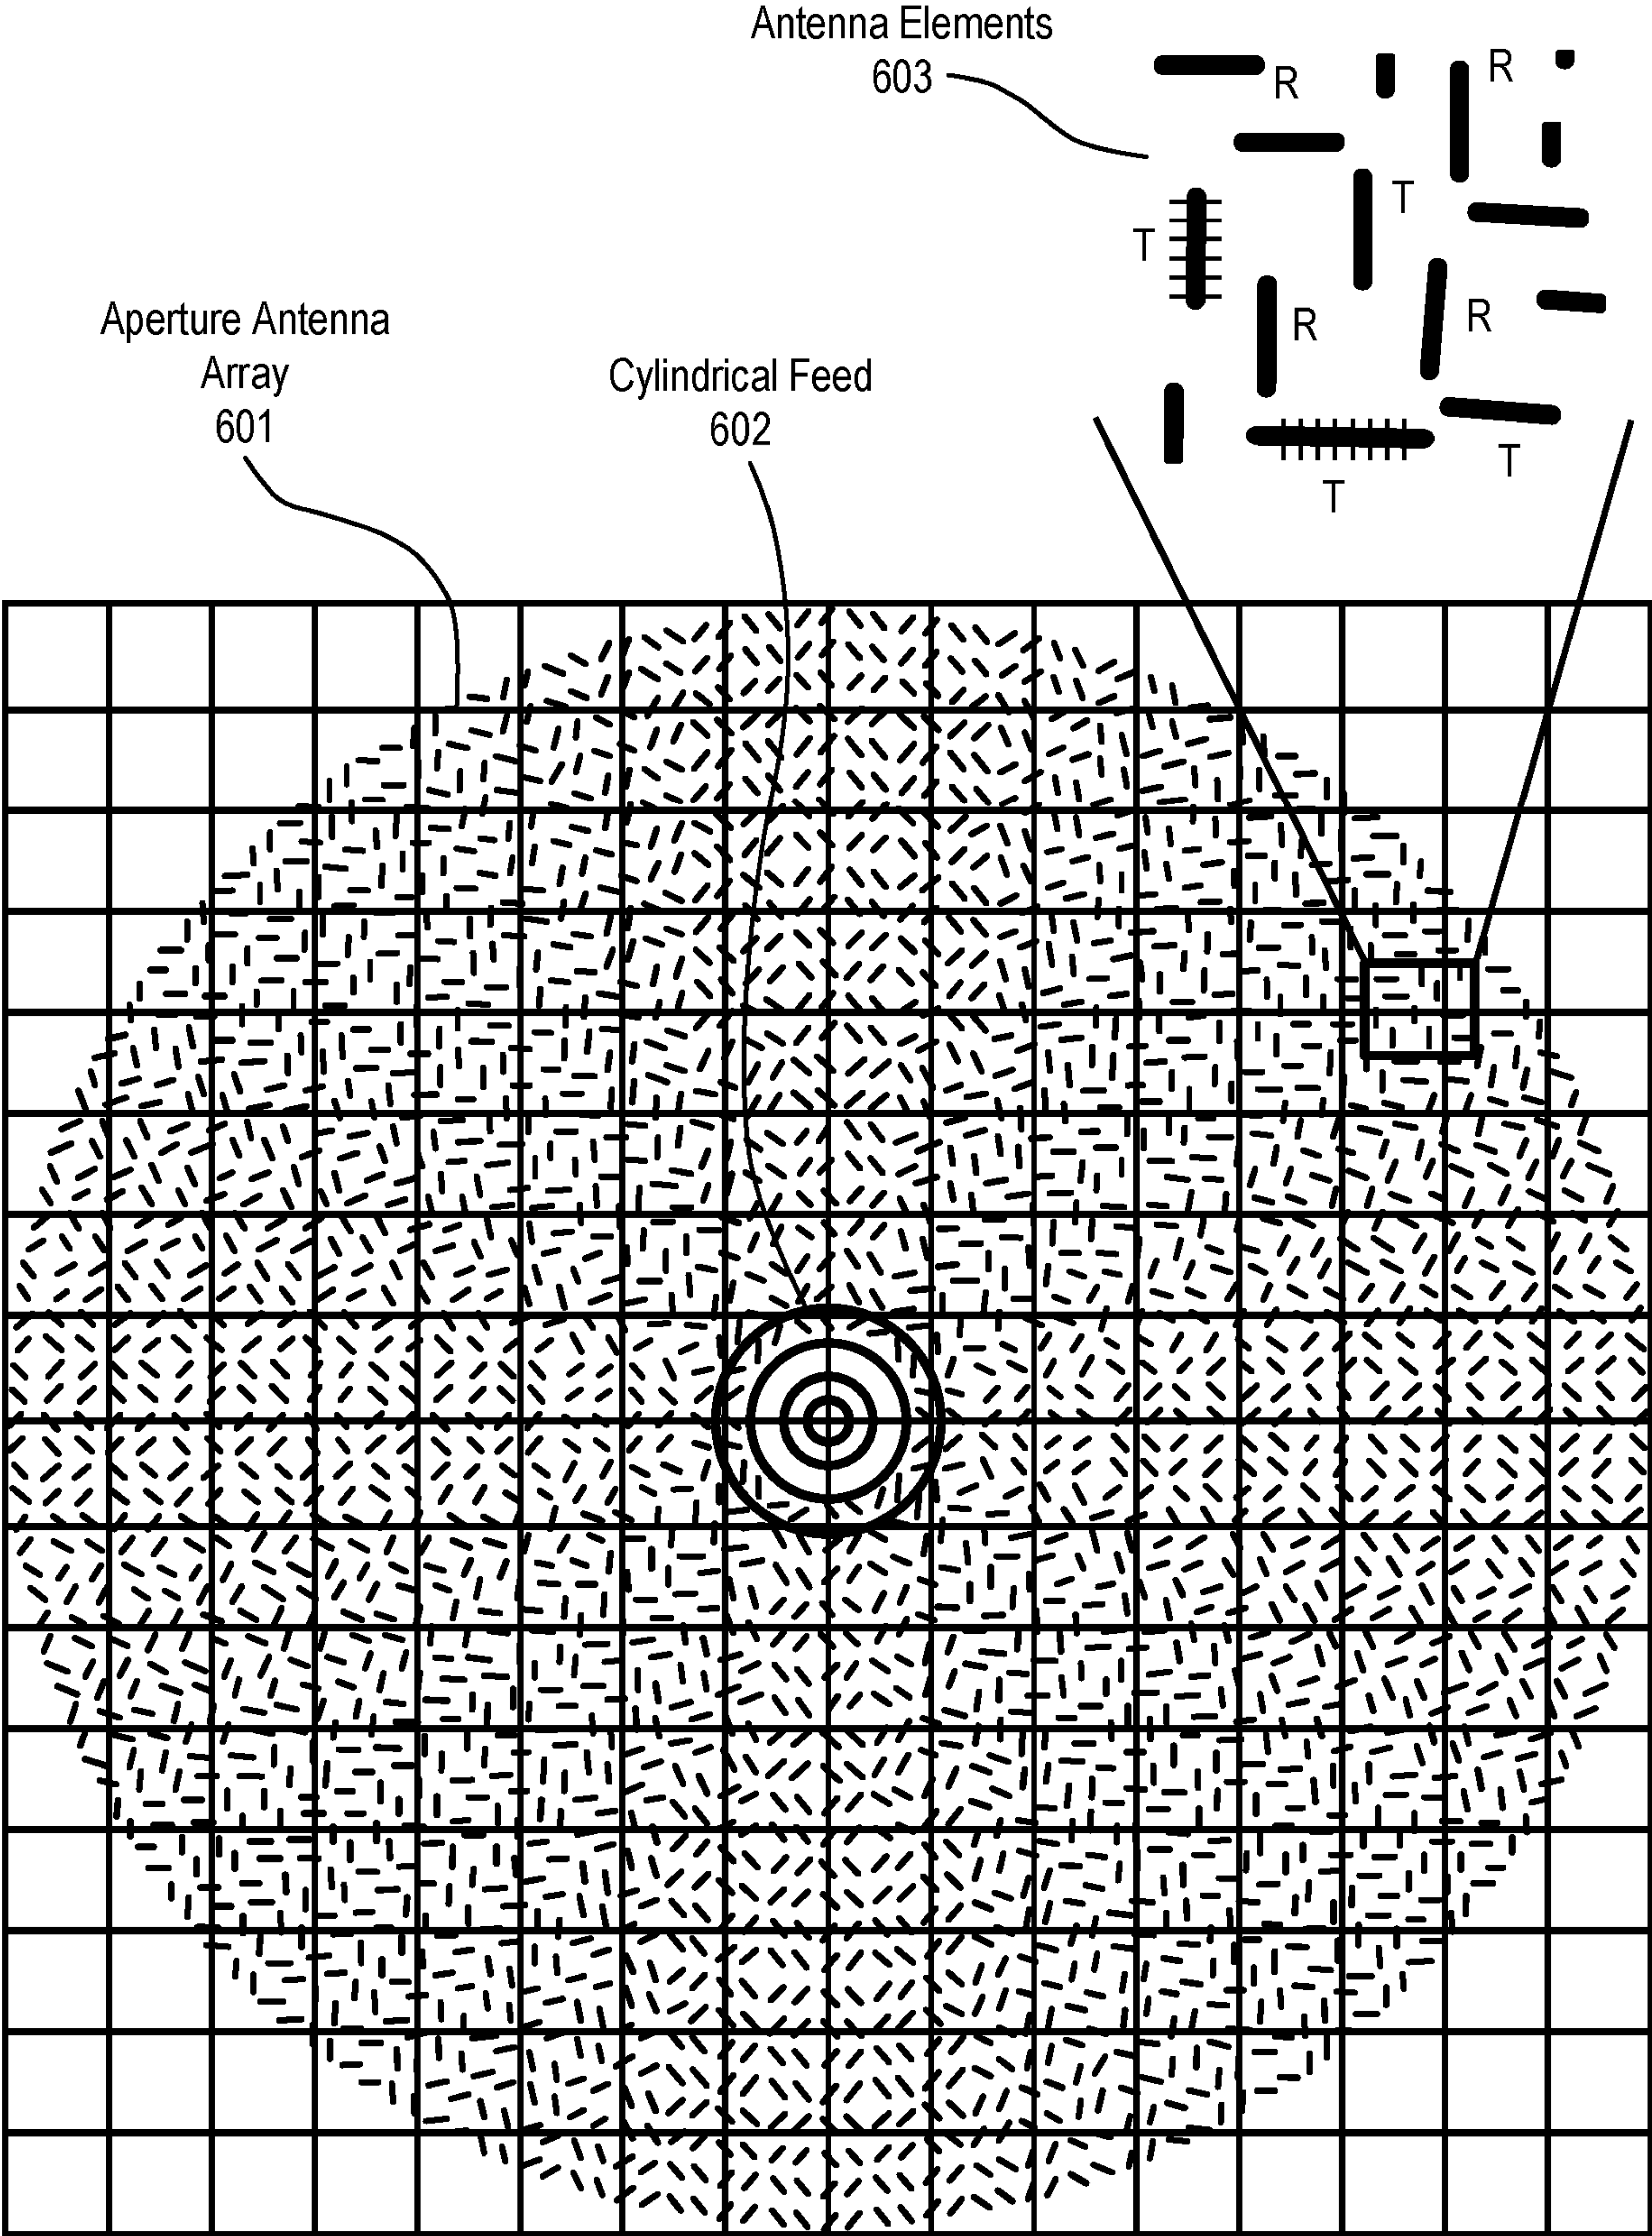 Antenna Elements
603
R
R
T
T
R
R
T
T
Aperture Antenna
Array
601
Cylindrical Feed
602